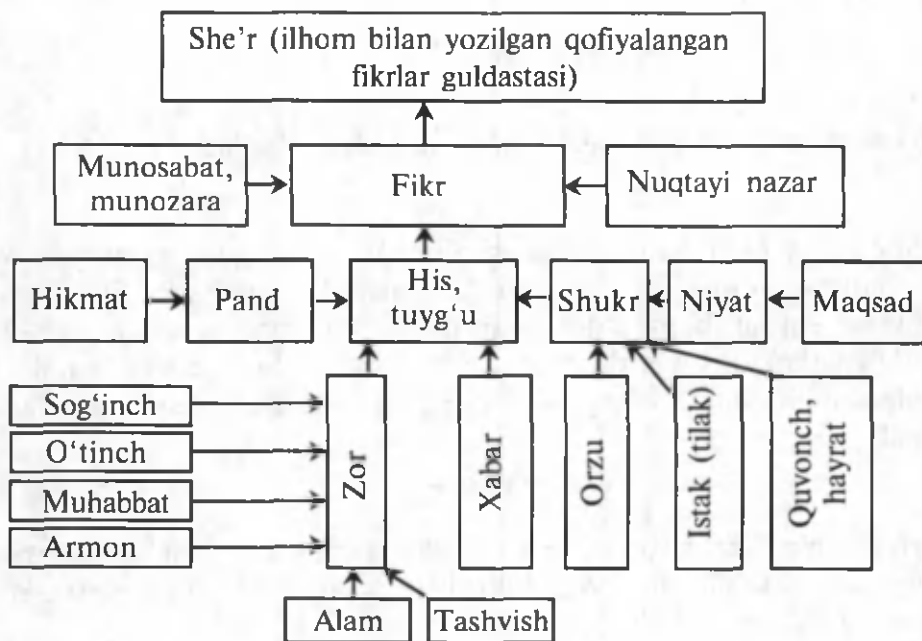 She'r (ilhom bilan yozilgan qofiyalangan
fikrlar guldastasi)
Munosabat,
munozara
Fikr
Nuqtayi nazar
Hikmat
Pand
His,
tuyg‘u
Shukr
Niyat
Maqsad
Sog‘inch
O‘tinch
Muhabbat
Armon
Zor
Xabar
Orzu
Istak (tilak)
Quvonch,
hayrat
Alam
Tashvish